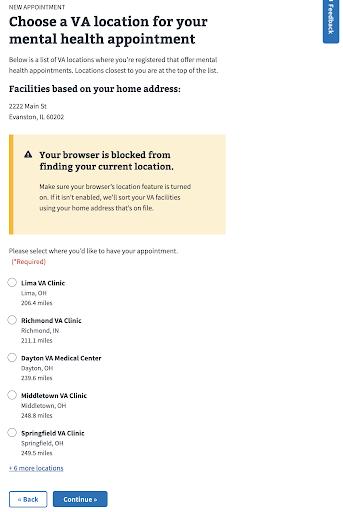 NEW APPOINTMENT
Choose a VA location for your
mental health appointment
Below is a list of VA locations where you're registered that offer mental
health appointments. Locations closest to you are at the top of the list.
Facilities based on your home address:
2222 Main St
Evanston, IL 60202
Your browser is blocked from
finding your current location.
Make sure your browser's location feature is turned
on. If it isn't enabled, we'll sort your VA facilities
using your home address that's on file.
Please select where you'd like to have your appointment.
(*Required)
Lima VA Clinic
Lima, OH
206.4 miles
Richmond VA Clinic
Richmond, IN
211.1 miles
Dayton VA Medical Center
Dayton, OH
239.6 miles
Middletown VA Clinic
Middletown, OH
248.8 miles
Springfield VA Clinic
Springfield, OH
249.5 miles
+ 6 more locations
« Back
Continue »
Feedback